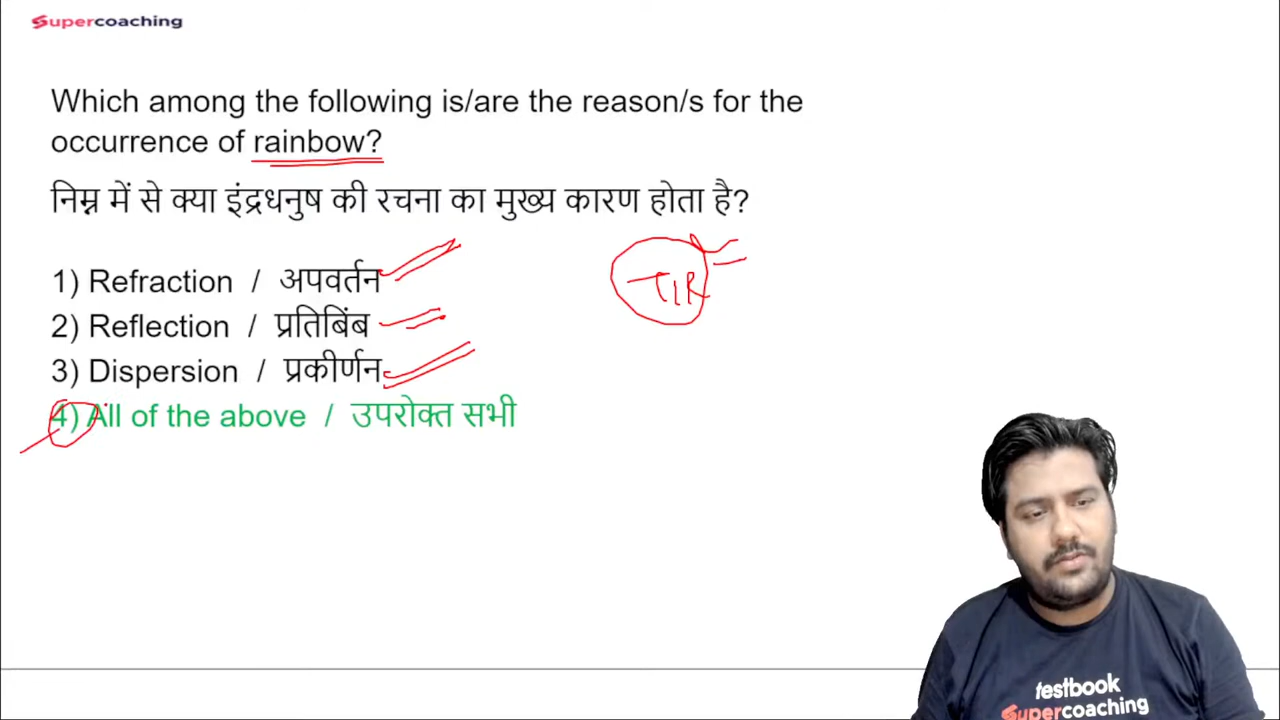 Supercoaching
Which among the following is/are the reason/s for the
occurrence of rainbow?
निम्न में से क्या इंद्रधनुष की रचना का मुख्य कारण होता है?
1) Refraction / अपवर्तन
TIR
2) Reflection / प्रतिबिंब
3) Dispersion / प्रकीर्णन
4) All of the above / उपरोक्त सभी
testbook
Supercoaching